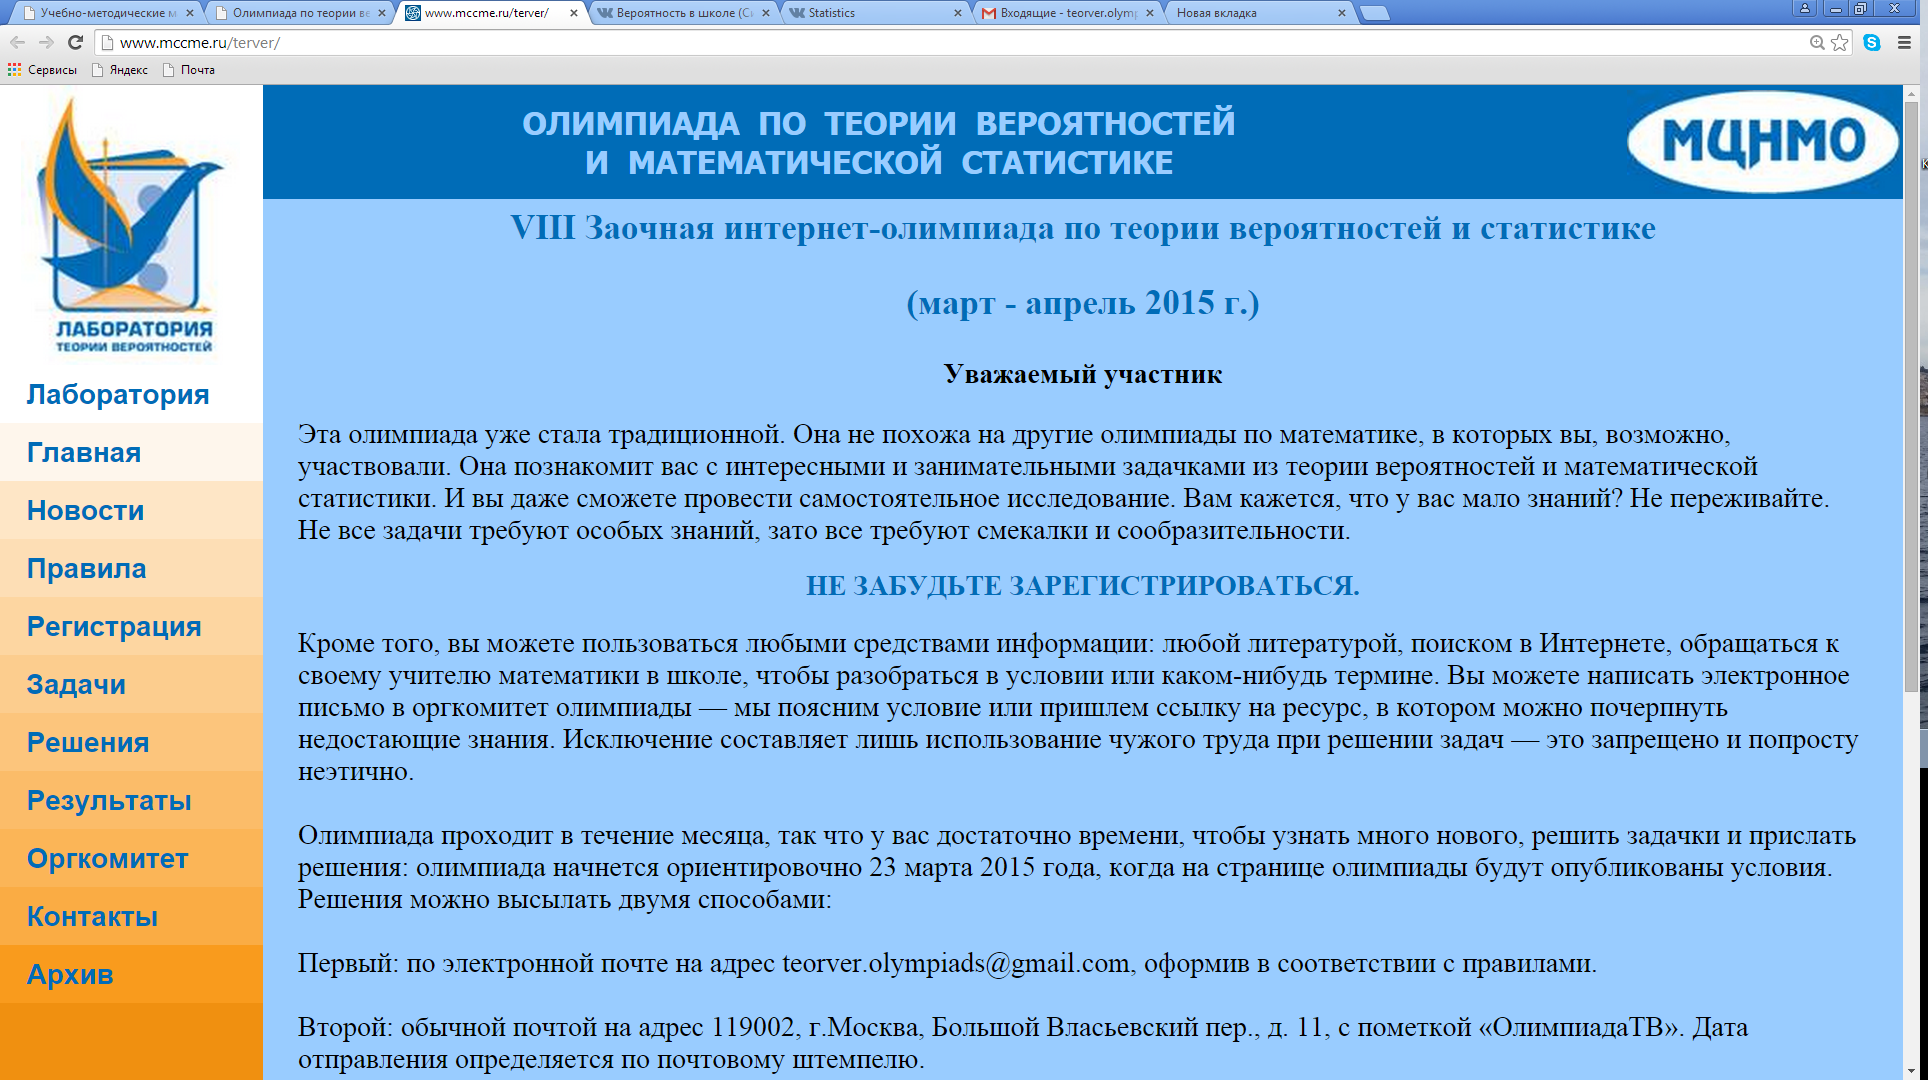 Учебно-методические м
Олимпиада по теории ве
www.mccme.ru/terver/
Вероятность в школе (Ст
Statistics
Входящие - teorver.olymp
Новая вкладка
www.mccme.ru/terver/
Сервисы
Яндекс
Почта
ЛАБОРАТОРИЯ
ТЕОРИИ ВЕРОЯТНОСТЕЙ
Лаборатория
Главная
Новости
Правила
Регистрация
Задачи
Решения
Результаты
Оргкомитет
Контакты
Архив
ОЛИМПИАДА ПО ТЕОРИИ ВЕРОЯТНОСТЕЙ
И МАТЕМАТИЧЕСКОЙ СТАТИСТИКЕ
МЦНМО
VIII Заочная интернет-олимпиада по теории вероятностей и статистике
(март - апрель 2015 г.)
Уважаемый участник
Эта олимпиада уже стала традиционной. Она не похожа на другие олимпиады по математике, в которых вы, возможно,
участвовали. Она познакомит вас с интересными и занимательными задачками из теории вероятностей и математической
статистики. И вы даже сможете провести самостоятельное исследование. Вам кажется, что у вас мало знаний? Не переживайте.
Не все задачи требуют особых знаний, зато все требуют смекалки и сообразительности.
НЕ ЗАБУДЬТЕ ЗАРЕГИСТРИРОВАТЬСЯ.
Кроме того, вы можете пользоваться любыми средствами информации: любой литературой, поиском в Интернете, обращаться к
своему учителю математики в школе, чтобы разобраться в условии или каком-нибудь термине. Вы можете написать электронное
письмо в оргкомитет олимпиады — мы поясним условие или пришлем ссылку на ресурс, в котором можно почерпнуть
недостающие знания. Исключение составляет лишь использование чужого труда при решении задач — это запрещено и попросту
неэтично.
Олимпиада проходит в течение месяца, так что у вас достаточно времени, чтобы узнать много нового, решить задачки и прислать
решения: олимпиада начнется ориентировочно 23 марта 2015 года, когда на странице олимпиады будут опубликованы условия.
Решения можно высылать двумя способами:
Первый: по электронной почте на адрес teorver.olympiads@gmail.com, оформив в соответствии с правилами.
Второй: обычной почтой на адрес 119002, г.Москва, Большой Власьевский пер., д. 11, с пометкой «ОлимпиадаТВ». Дата
отправления определяется по почтовому штемпелю.